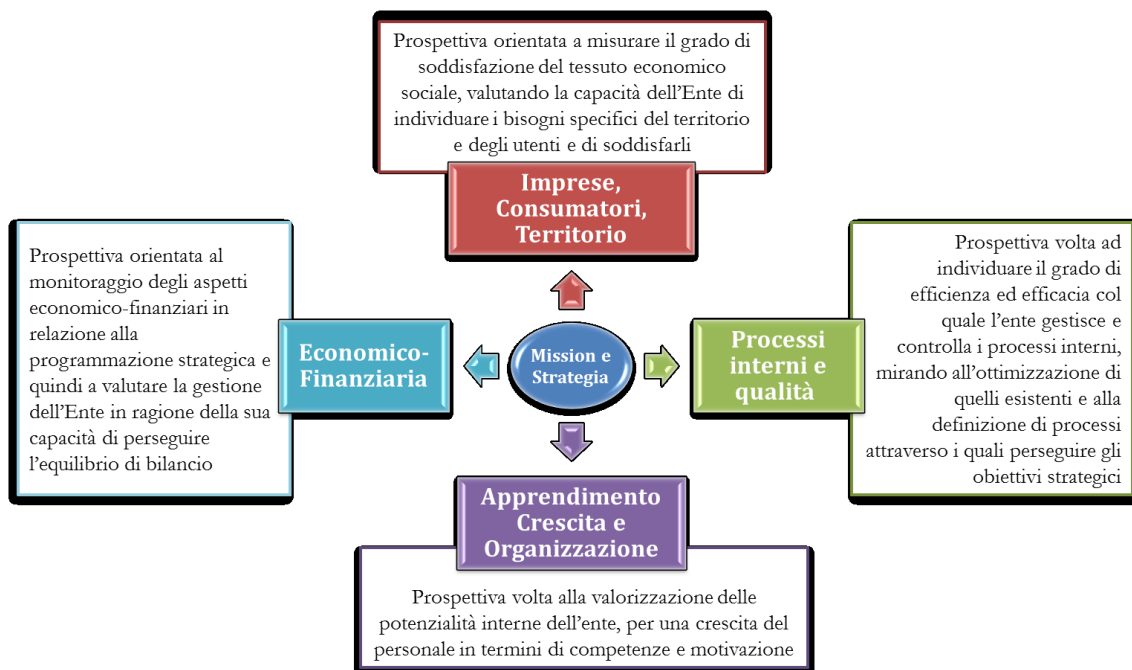 Prospettiva orientata a misurare il grado di
soddisfazione del tessuto economico
sociale, valutando la capacità dell'Ente di
individuare i bisogni specifici del territorio
e degli utenti e di soddisfarli
Imprese,
Consumatori,
Territorio
Prospettiva orientata al
monitoraggio degli aspetti
economico-finanziari in
relazione alla
programmazione strategica e
quindi a valutare la gestione
dell'Ente in ragione della sua
capacità di perseguire
l'equilibrio di bilancio
Economico-
Finanziaria
Mission e
Strategia
Processi
interni e
qualità
Prospettiva volta ad
individuare il grado di
efficienza ed efficacia col
quale l'ente gestisce e
controlla i processi interni,
mirando all'ottimizzazione di
quelli esistenti e alla
definizione di processi
attraverso i quali perseguire gli
obiettivi strategici
Apprendimento
Crescita e
Organizzazione
Prospettiva volta alla valorizzazione delle
potenzialità interne dell'ente, per una crescita del
personale in termini di competenze e motivazione